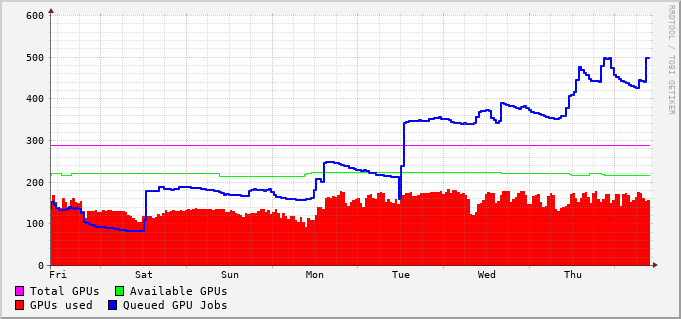 600
500
400
300
200
100
0
Fri Sat Sun Mon Tue Wed Thu
Total GPUs Available GPUs
GPUs used Queued GPU Jobs
RRDTOOL / TOBI OETIKER